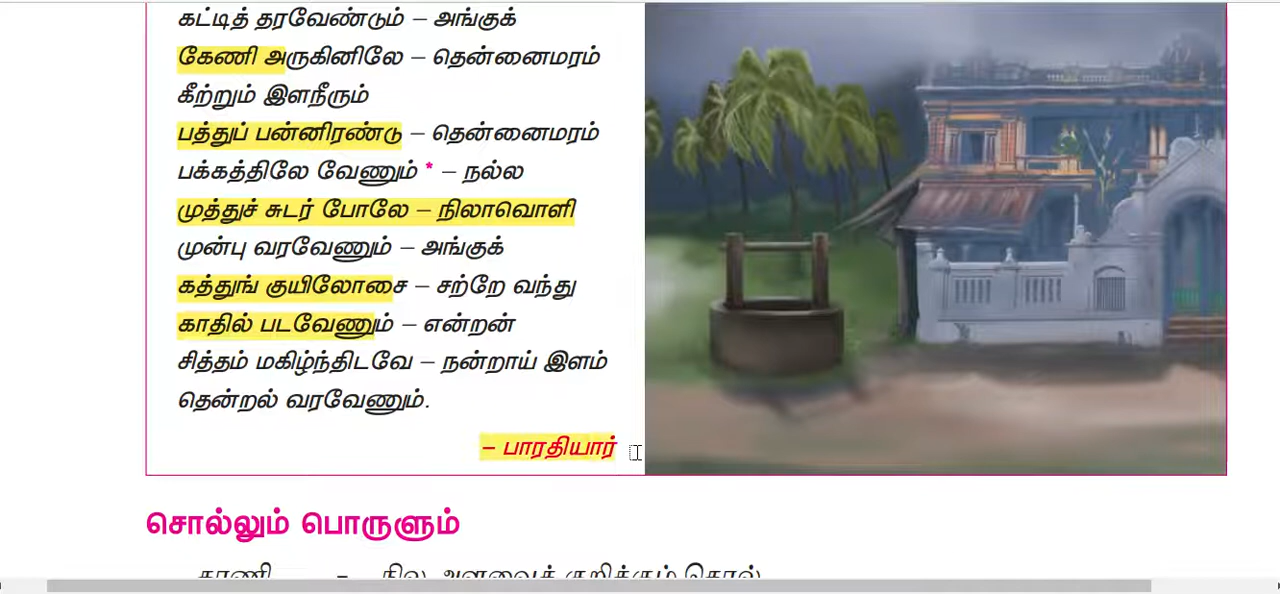 கட்டித் தரவேண்டும் – அங்குக்
கேணி அருகினிலே – தென்னைமரம்
கீற்றும் இளநீரும்
பத்துப் பன்னிரண்டு – தென்னைமரம்
பக்கத்திலே வேணும் * – நல்ல
முத்துச் சுடர் போலே – நிலாவொளி
முன்பு வரவேணும் – அங்குக்
கத்துங் குயிலோசை – சற்றே வந்து
காதில் படவேணும் – என்றன்
சித்தம் மகிழ்ந்திடவே – நன்றாய் இளம்
தென்றல் வரவேணும்.
– பாரதியார்
சொல்லும் பொருளும்
காணி – நில அளவைக் குறிக்கும் சொல்